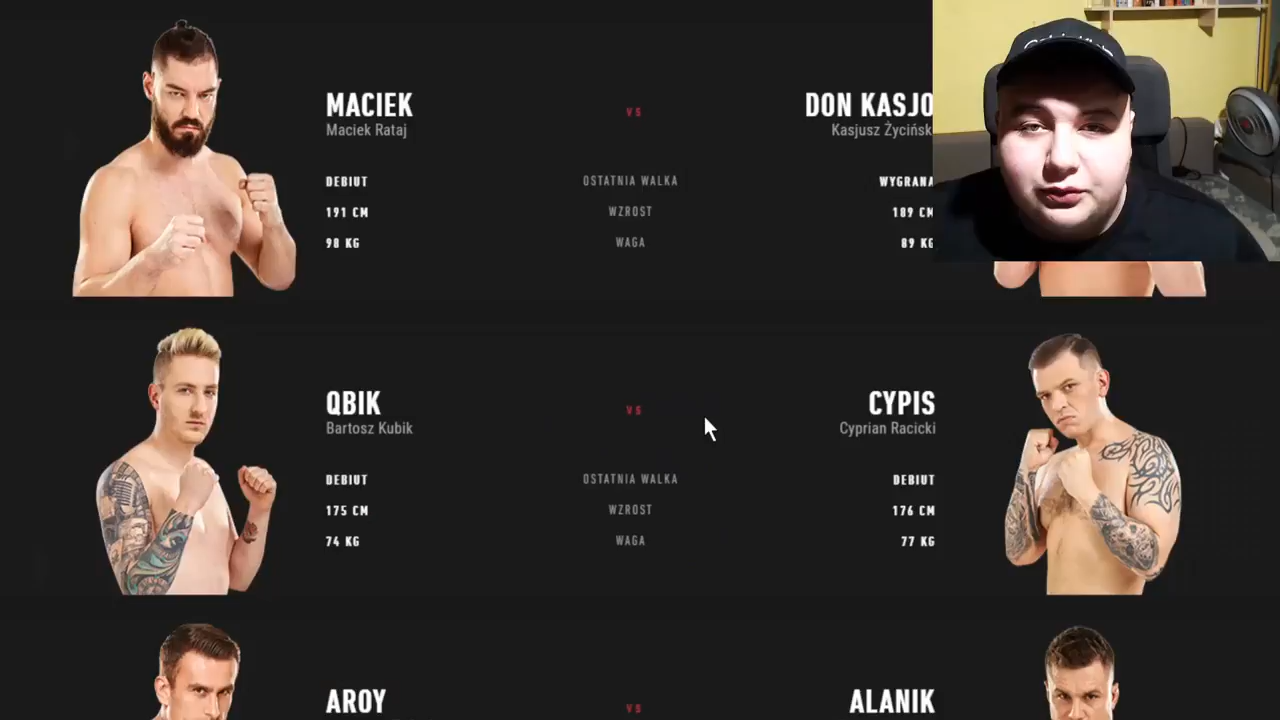 MACIEK
Maciek Rataj
VS
DON KASJO
Kasjusz Życińsk
DEBIUT OSTATNIA WALKA WYGRANA
191 CM WZROST 189 CM
98 KG WAGA 89 KG
QBIK
Bartosz Kubik
VS
CYPIS
Cyprian Racicki
DEBIUT OSTATNIA WALKA DEBIUT
175 CM WZROST 176 CM
74 KG WAGA 77 KG
AROY VS ALANIK